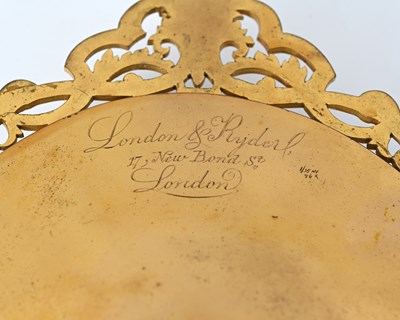 London & Ryder,
17, New Bond St.
London.